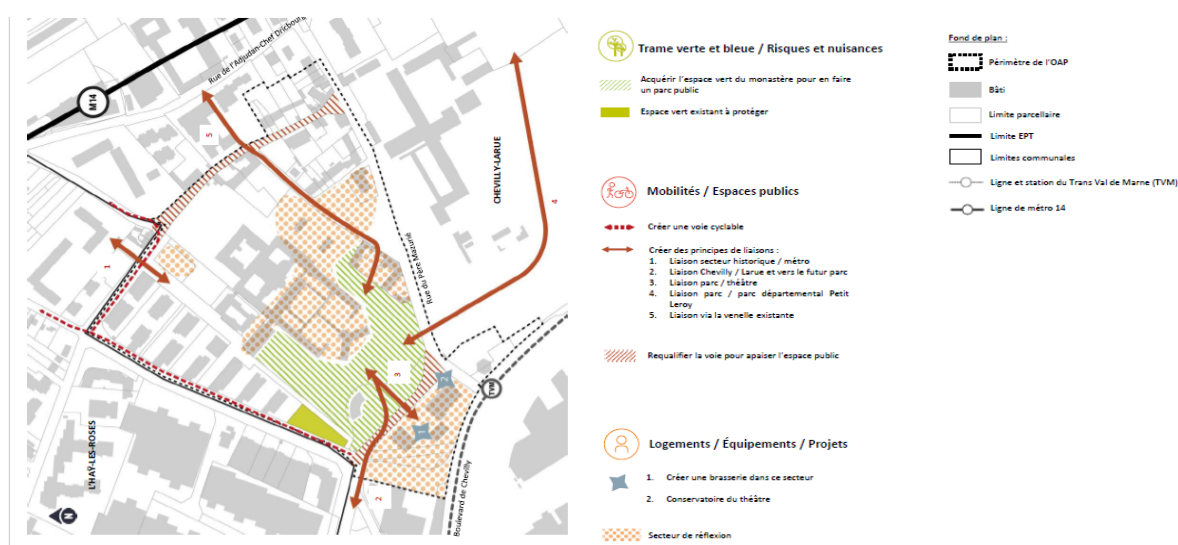 Rue de l'Adjudan-Chef Dricbourg
M14
5
CHEVILLY-LARUE
4
1
Rue du Père Mazurié
3
2
TVM
1
L'HAŸ-LES-ROSES
2
Boulevard de Chevilly
N
Trame verte et bleue / Risques et nuisances
Acquérir l'espace vert du monastère pour en faire
un parc public
Espace vert existant à protéger
Mobilités / Espaces publics
Créer une voie cyclable
Créer des principes de liaisons :
1. Liaison secteur historique / métro
2. Liaison Chevilly / Larue et vers le futur parc
3. Liaison parc / théâtre
4. Liaison parc / parc départemental Petit
Leroy
5. Liaison via la venelle existante
Requalifier la voie pour apaiser l'espace public
Logements / Équipements / Projets
1. Créer une brasserie dans ce secteur
2. Conservatoire du théâtre
Secteur de réflexion
Fond de plan :
Périmètre de l'OAP
Bâti
Limite parcellaire
Limite EPT
Limites communales
Ligne et station du Trans Val de Marne (TVM)
Ligne de métro 14